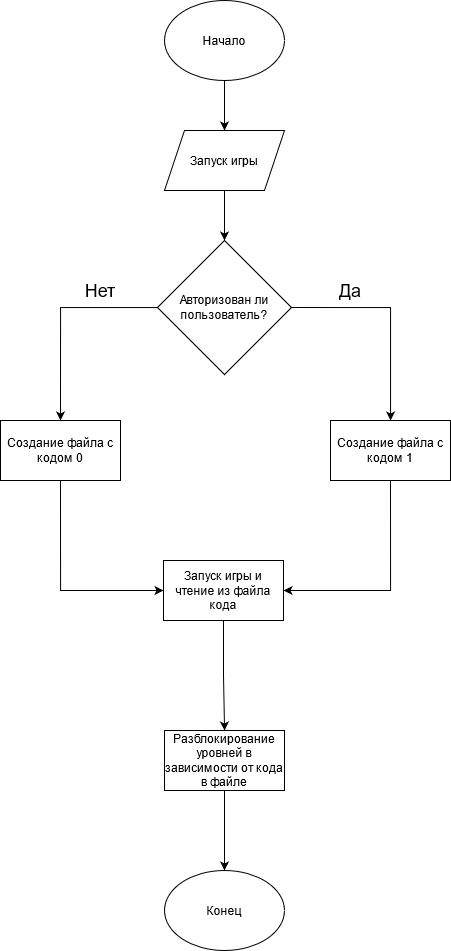 Начало
Запуск игры
Авторизован ли
пользователь?
Нет
Да
Создание файла с
кодом 0
Создание файла с
кодом 1
Запуск игры и
чтение из файла
кода
Разблокирование
уровней в
зависимости от кода
в файле
Конец